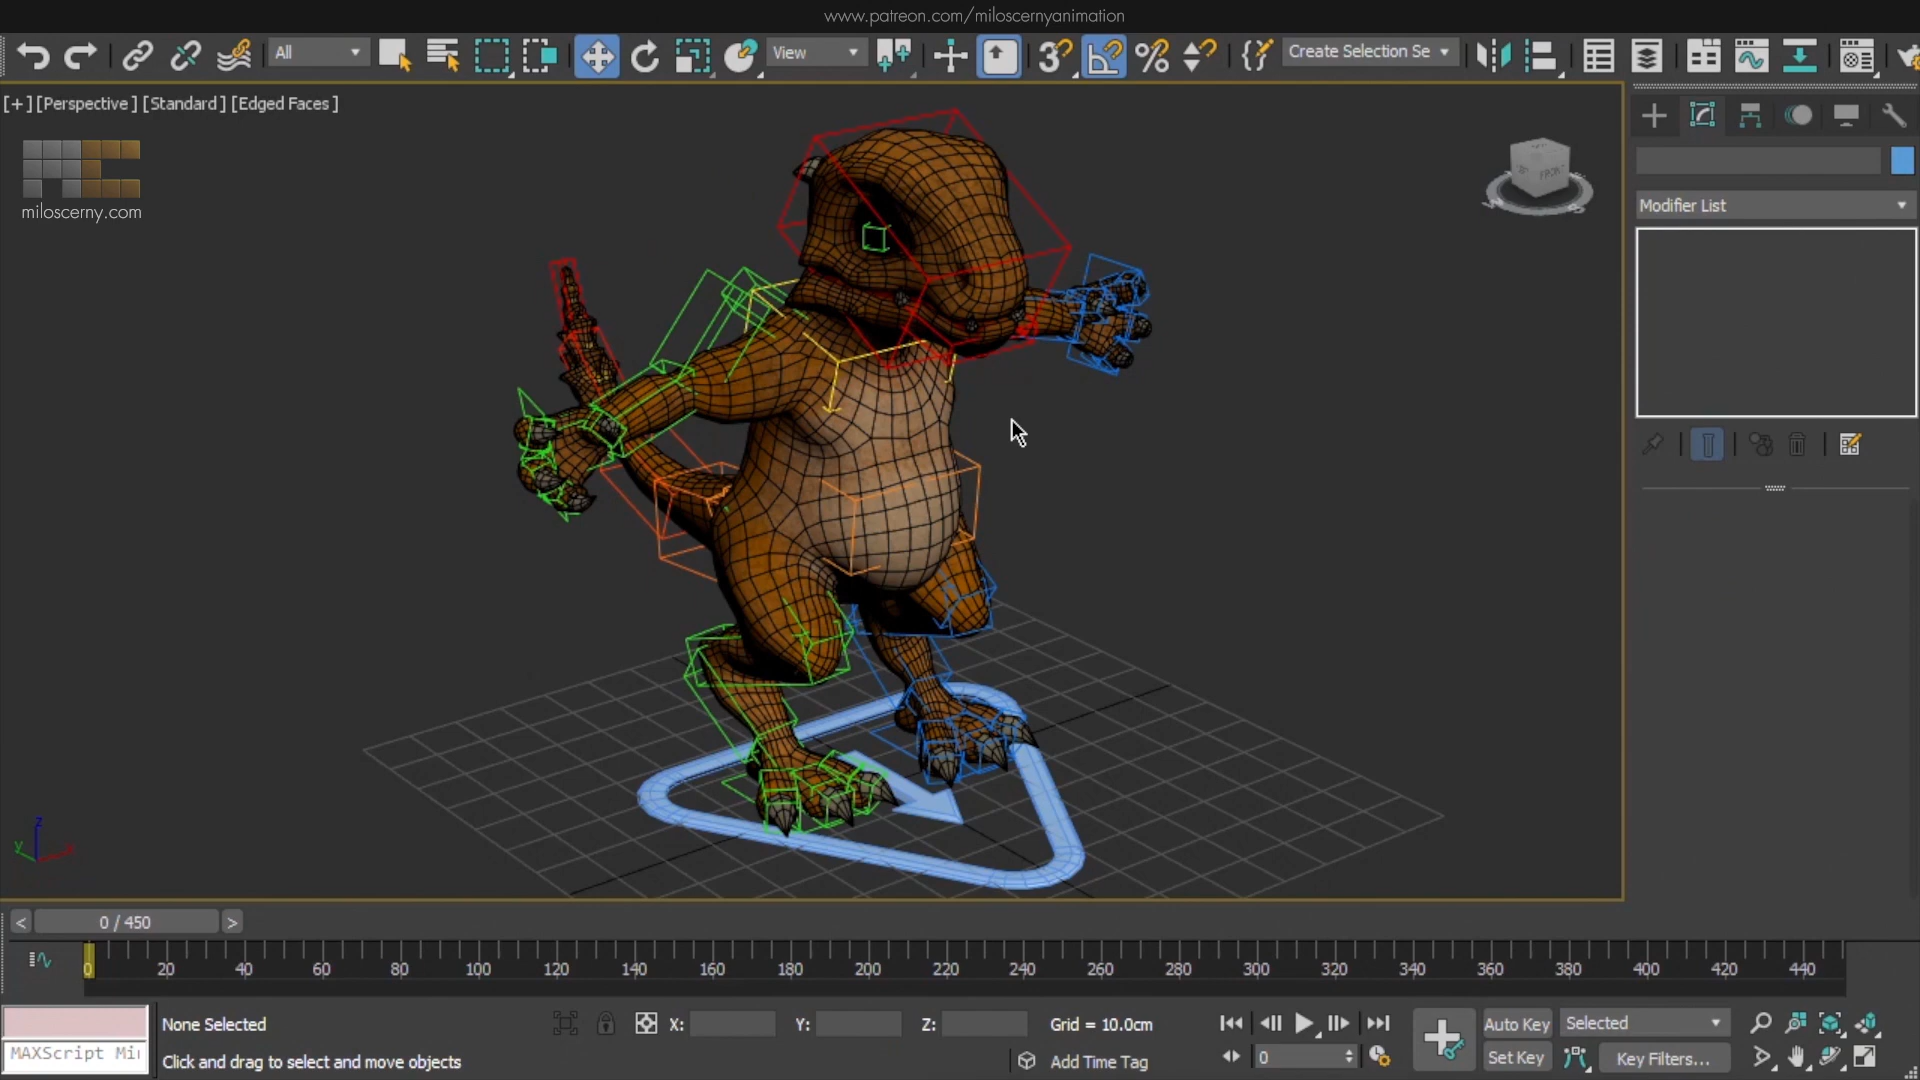 www.patreon.com/miloscernyanimation
All
View
3
Create Selection Se
[+] [Perspective ] [Standard ] [Edged Faces ]
miloscerny.com
FRONT
Modifier List
z
y
< 0 / 450 >
0 20 40 60 80 100 120 140 160 180 200 220 240 260 280 300 320 340 360 380 400 420 440
None Selected
X:
Y:
Z:
Grid = 10.0cm
Auto Key
Selected
MAXScript Mi
Click and drag to select and move objects
Add Time Tag
0
Set Key
Key Filters...